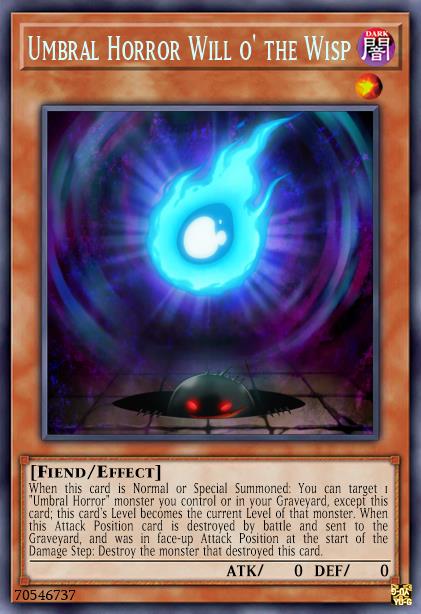 UMBRAL HORROR WILL O' THE WISP
DARK
闇
[FIEND/EFFECT]
When this card is Normal or Special Summoned: You can target 1
"Umbral Horror" monster you control or in your Graveyard, except this
card; this card's Level becomes the current Level of that monster. When
this Attack Position card is destroyed by battle and sent to the
Graveyard, and was in face-up Attack Position at the start of the
Damage Step: Destroy the monster that destroyed this card.
ATK/ 0 DEF/ 0
70546737